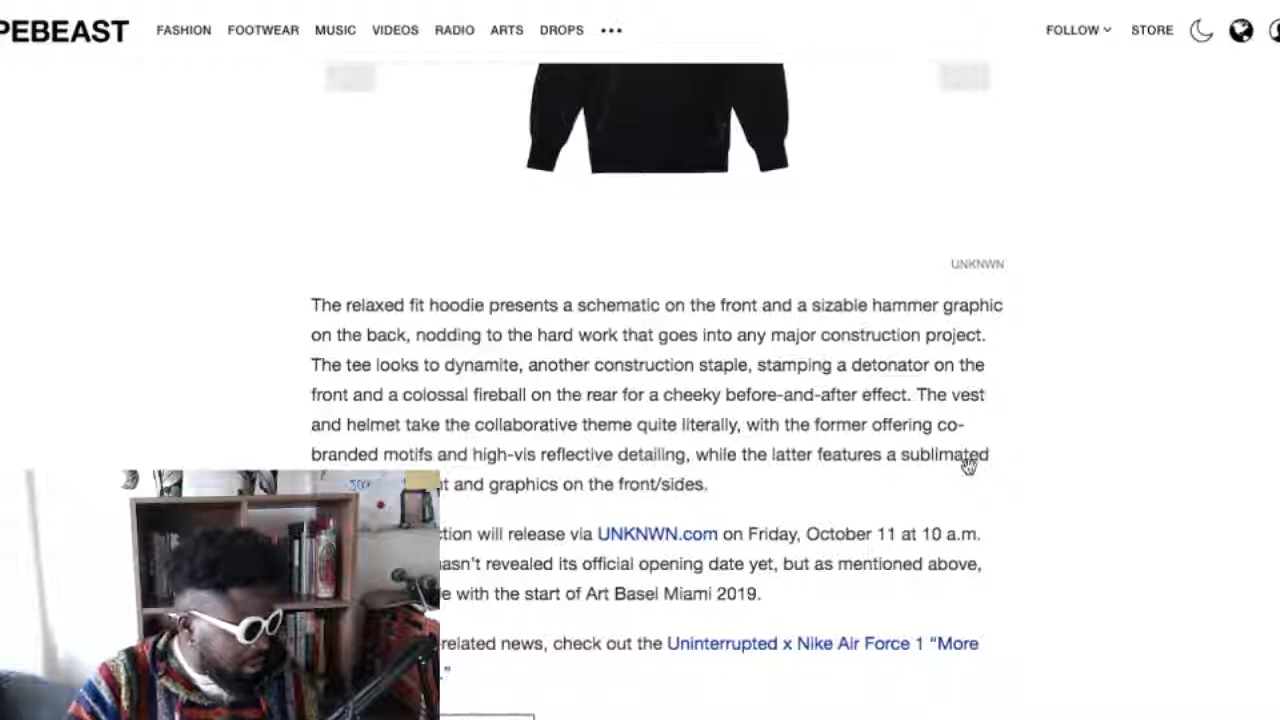 PEBEAST FASHION FOOTWEAR MUSIC VIDEOS RADIO ARTS DROPS ••• FOLLOW STORE
UNKNWN
The relaxed fit hoodie presents a schematic on the front and a sizable hammer graphic
on the back, nodding to the hard work that goes into any major construction project.
The tee looks to dynamite, another construction staple, stamping a detonator on the
front and a colossal fireball on the rear for a cheeky before-and-after effect. The vest
and helmet take the collaborative theme quite literally, with the former offering co-
branded motifs and high-vis reflective detailing, while the latter features a sublimated
t and graphics on the front/sides.
ction will release via UNKNWN.com on Friday, October 11 at 10 a.m.
asn't revealed its official opening date yet, but as mentioned above,
e with the start of Art Basel Miami 2019.
-related news, check out the Uninterrupted x Nike Air Force 1 “More
.”